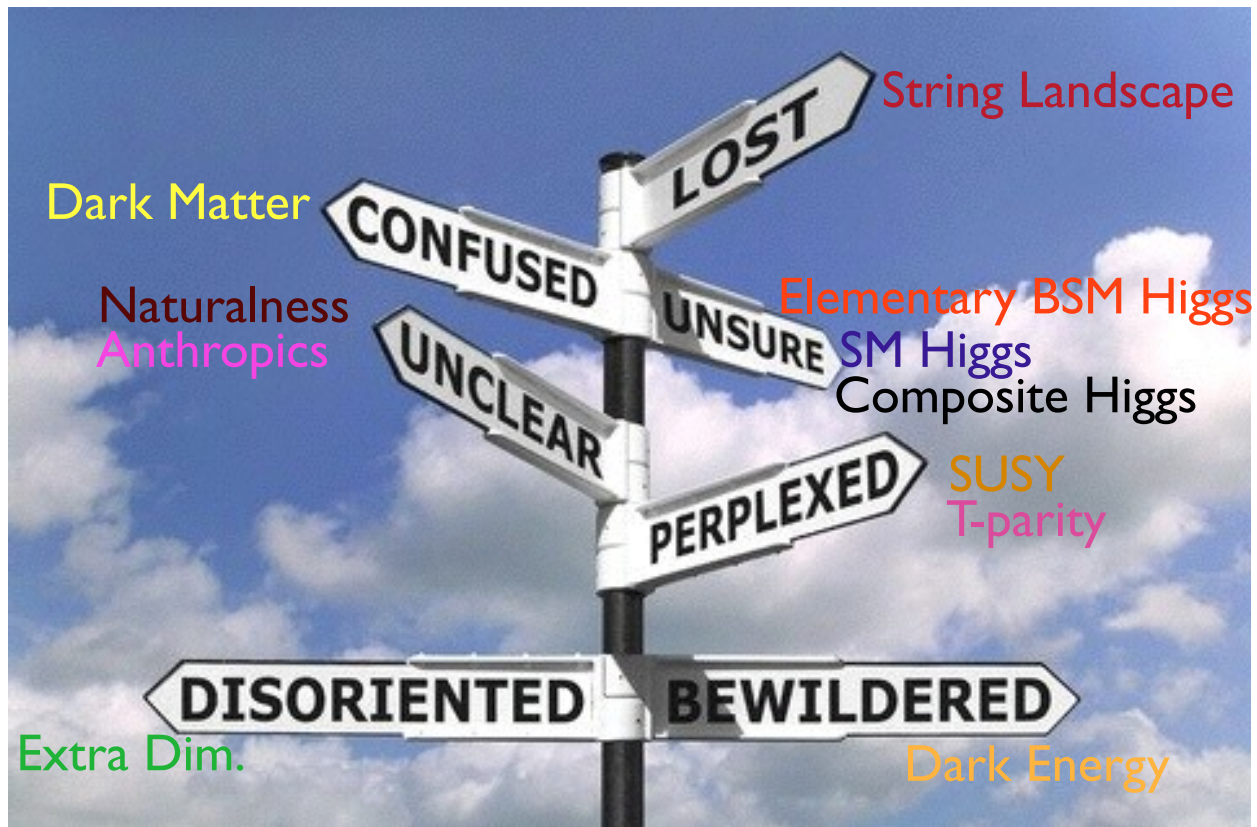 String Landscape
LOST
Dark Matter
CONFUSED
Naturalness
Anthropics
UNSURE
Elementary BSM Higgs
SM Higgs
Composite Higgs
UNCLEAR
PERPLEXED
SUSY
T-parity
DISORIENTED
BEWILDERED
Extra Dim.
Dark Energy